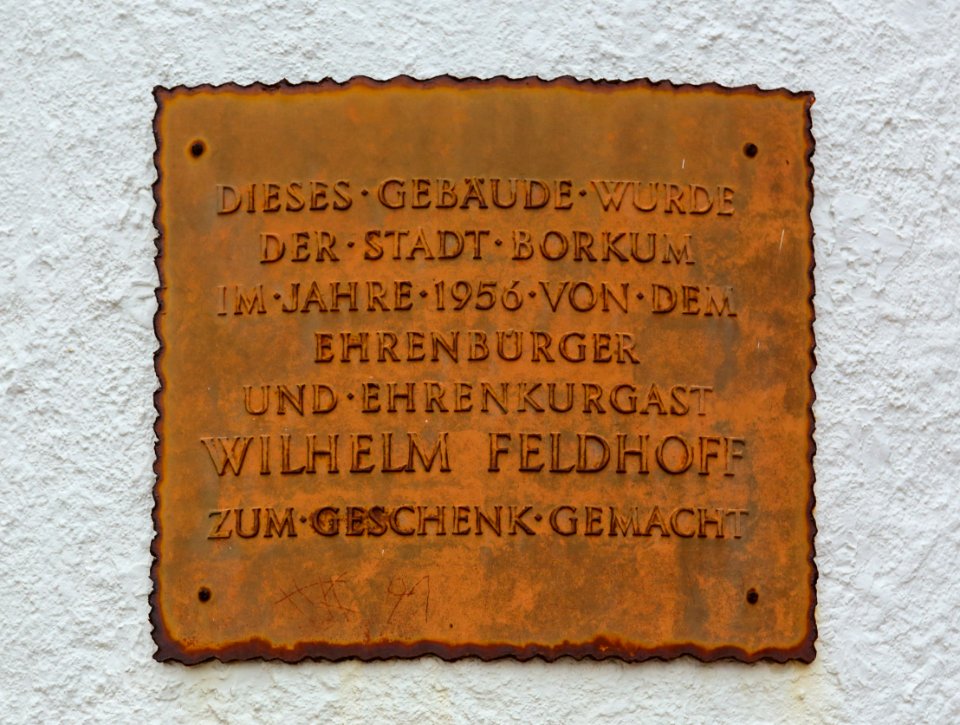 DIESES·GEBÄUDE·WURDE
DER·STADT·BORKUM
IM·JAHRE·1956·VON·DEM
EHRENBÜRGER
UND·EHRENKURGAST
WILHELM FELDHOFF
ZUM·GESCHENK·GEMACHT
91